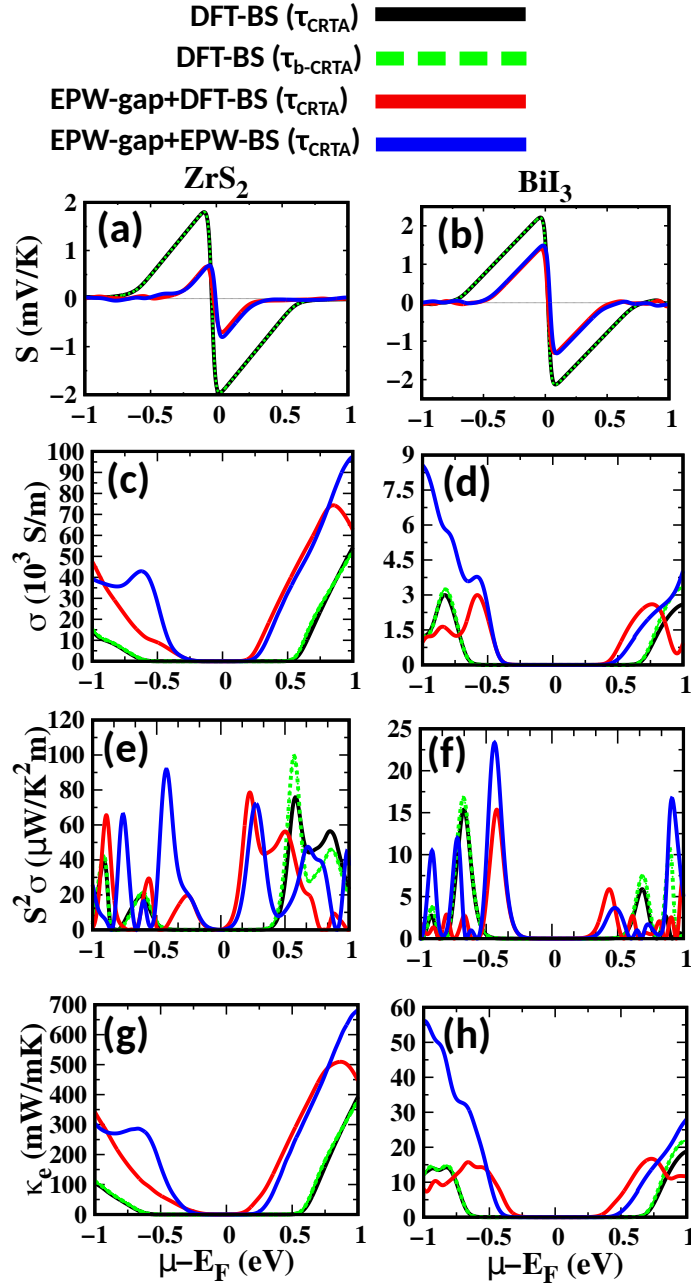 DFT-BS (τCRTA)
DFT-BS (τb-CRTA)
EPW-gap+DFT-BS (τCRTA)
EPW-gap+EPW-BS (τCRTA)
ZrS2 BiI3
(a) (b)
S (mV/K)
2 1 0 −1 −2
2 1 0 −1 −2
−1 −0.5 0 0.5 1
−1 −0.5 0 0.5 1
(c) (d)
σ (10^3 S/m)
100 90 80 70 60 50 40 30 20 10 0
9 7.5 6 4.5 3 1.5 0
−1 −0.5 0 0.5 1
−1 −0.5 0 0.5 1
(e) (f)
S^2σ (μW/K^2m)
120 100 80 60 40 20 0
25 20 15 10 5 0
−1 −0.5 0 0.5 1
−1 −0.5 0 0.5 1
(g) (h)
κe (mW/mK)
700 600 500 400 300 200 100 0
60 50 40 30 20 10 0
−1 −0.5 0 0.5 1
−1 −0.5 0 0.5 1
μ−EF (eV) μ−EF (eV)